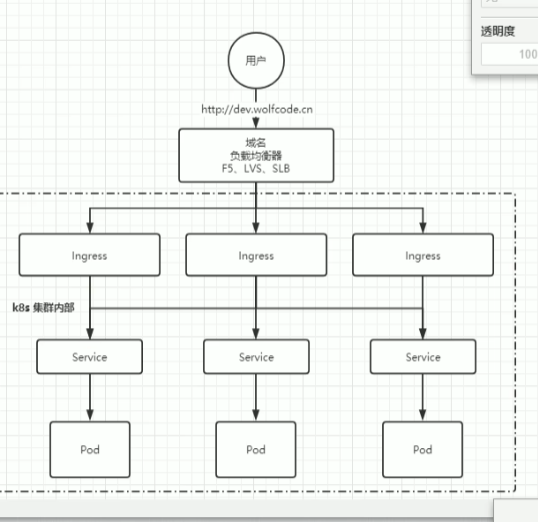 透明度
100
用户
http://dev.wolfcode.cn
域名
负载均衡器
F5、LVS、SLB
Ingress
Ingress
Ingress
k8s 集群内部
Service
Service
Service
Pod
Pod
Pod